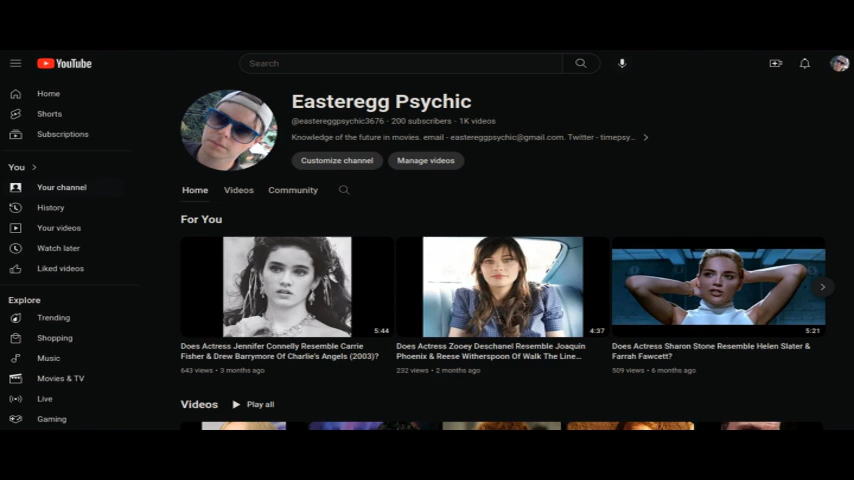 YouTube
Search
Home
Shorts
Subscriptions
You
Your channel
History
Your videos
Watch later
Liked videos
Explore
Trending
Shopping
Music
Movies & TV
Live
Gaming
Easteregg Psychic
@eastereggpsychic3676 · 200 subscribers · 1K videos
Knowledge of the future in movies. email - eastereggpsychic@gmail.com. Twitter - timepsy...
Customize channel
Manage videos
Home Videos Community
For You
5:44
4:37
5:21
Does Actress Jennifer Connelly Resemble Carrie
Fisher & Drew Barrymore Of Charlie's Angels (2003)?
643 views · 3 months ago
Does Actress Zooey Deschanel Resemble Joaquin
Phoenix & Reese Witherspoon Of Walk The Line...
232 views · 2 months ago
Does Actress Sharon Stone Resemble Helen Slater &
Farrah Fawcett?
509 views · 6 months ago
Videos
Play all